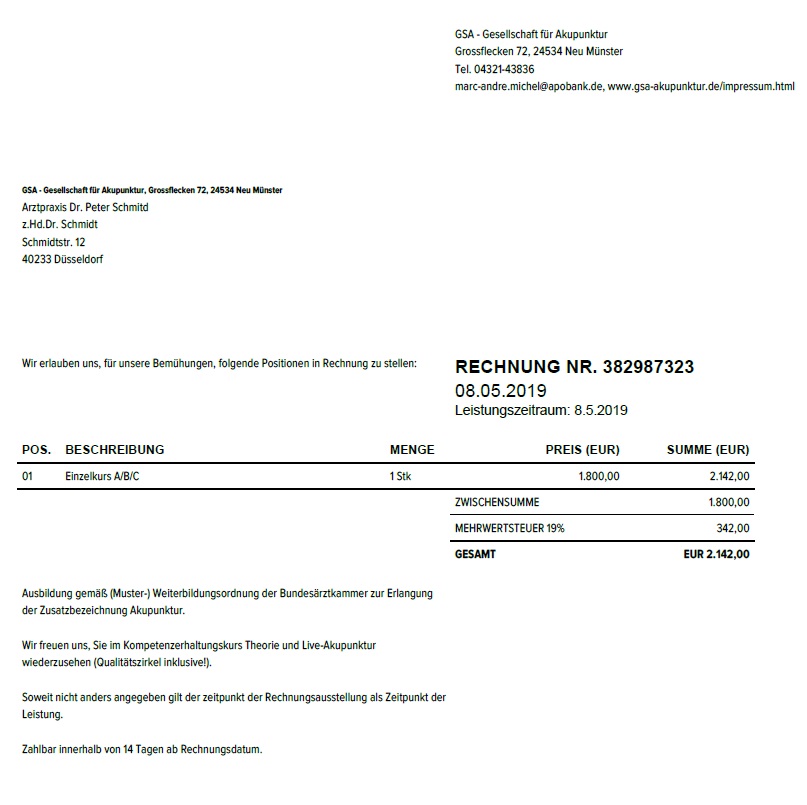 GSA - Gesellschaft für Akupunktur
Grossflecken 72, 24534 Neu Münster
Tel. 04321-43836
marc-andre.michel@apobank.de, www.gsa-akupunktur.de/impressum.html
GSA - Gesellschaft für Akupunktur, Grossflecken 72, 24534 Neu Münster
Arztpraxis Dr. Peter Schmitd
z.Hd.Dr. Schmidt
Schmidtstr. 12
40233 Düsseldorf
Wir erlauben uns, für unsere Bemühungen, folgende Positionen in Rechnung zu stellen:
RECHNUNG NR. 382987323
08.05.2019
Leistungszeitraum: 8.5.2019
POS. BESCHREIBUNG MENGE PREIS (EUR) SUMME (EUR)
01 Einzelkurs A/B/C 1 Stk 1.800,00 2.142,00
ZWISCHENSUMME 1.800,00
MEHRWERTSTEUER 19% 342,00
GESAMT EUR 2.142,00
Ausbildung gemäß (Muster-) Weiterbildungsordnung der Bundesärztkammer zur Erlangung
der Zusatzbezeichnung Akupunktur.
Wir freuen uns, Sie im Kompetenzerhaltungskurs Theorie und Live-Akupunktur
wiederzusehen (Qualitätszirkel inklusive!).
Soweit nicht anders angegeben gilt der zeitpunkt der Rechnungsausstellung als Zeitpunkt der
Leistung.
Zahlbar innerhalb von 14 Tagen ab Rechnungsdatum.